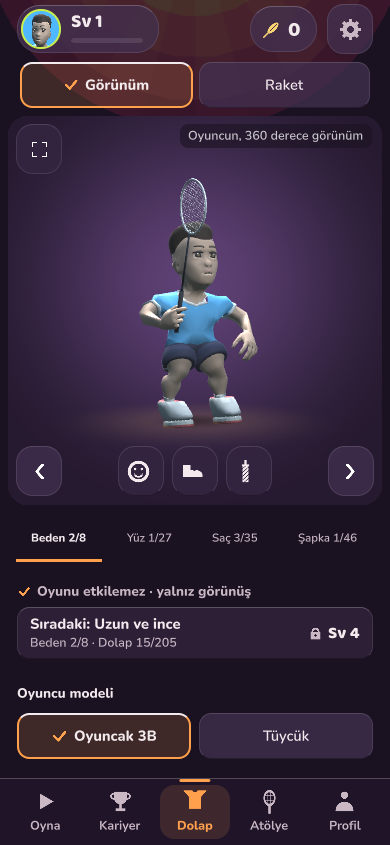 Sv 1
0
Görünüm
Raket
Oyuncun, 360 derece görünüm
Beden 2/8
Yüz 1/27
Saç 3/35
Şapka 1/46
Oyunu etkilemez · yalnız görünüş
Sıradaki: Uzun ve ince
Beden 2/8 · Dolap 15/205
Sv 4
Oyuncu modeli
Oyuncak 3B
Tüycük
Oyna
Kariyer
Dolap
Atölye
Profil